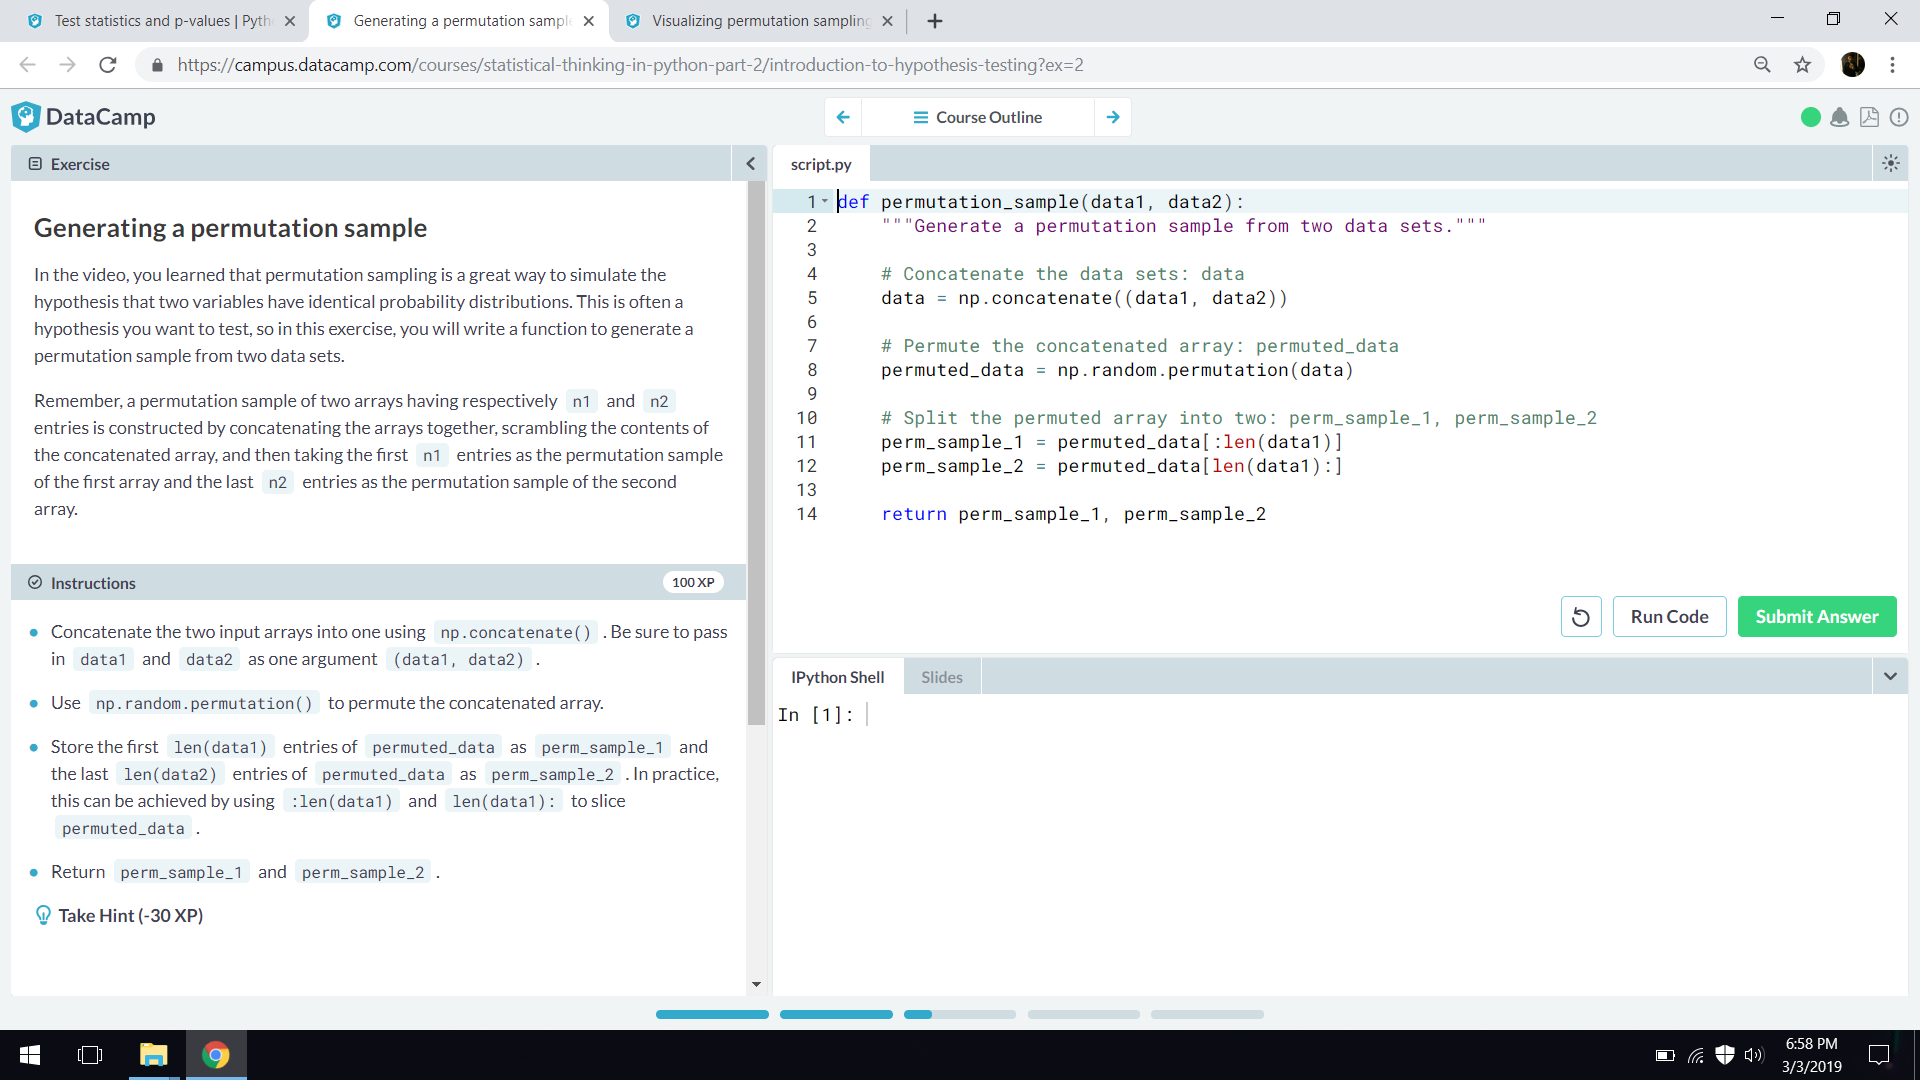 Test statistics and p-values | Pyth
Generating a permutation sampl
Visualizing permutation sampling
https://campus.datacamp.com/courses/statistical-thinking-in-python-part-2/introduction-to-hypothesis-testing?ex=2
DataCamp
Course Outline
Exercise
Generating a permutation sample
In the video, you learned that permutation sampling is a great way to simulate the
hypothesis that two variables have identical probability distributions. This is often a
hypothesis you want to test, so in this exercise, you will write a function to generate a
permutation sample from two data sets.
Remember, a permutation sample of two arrays having respectively n1 and n2
entries is constructed by concatenating the arrays together, scrambling the contents of
the concatenated array, and then taking the first n1 entries as the permutation sample
of the first array and the last n2 entries as the permutation sample of the second
array.
Instructions
100 XP
Concatenate the two input arrays into one using np.concatenate() . Be sure to pass
in data1 and data2 as one argument (data1, data2) .
Use np.random.permutation() to permute the concatenated array.
Store the first len(data1) entries of permuted_data as perm_sample_1 and
the last len(data2) entries of permuted_data as perm_sample_2 . In practice,
this can be achieved by using :len(data1) and len(data1): to slice
permuted_data .
Return perm_sample_1 and perm_sample_2 .
Take Hint (-30 XP)
script.py
1 def permutation_sample(data1, data2):
2 """Generate a permutation sample from two data sets."""
3
4 # Concatenate the data sets: data
5 data = np.concatenate((data1, data2))
6
7 # Permute the concatenated array: permuted_data
8 permuted_data = np.random.permutation(data)
9
10 # Split the permuted array into two: perm_sample_1, perm_sample_2
11 perm_sample_1 = permuted_data[:len(data1)]
12 perm_sample_2 = permuted_data[len(data1):]
13
14 return perm_sample_1, perm_sample_2
Run Code
Submit Answer
IPython Shell
Slides
In [1]:
6:58 PM
3/3/2019